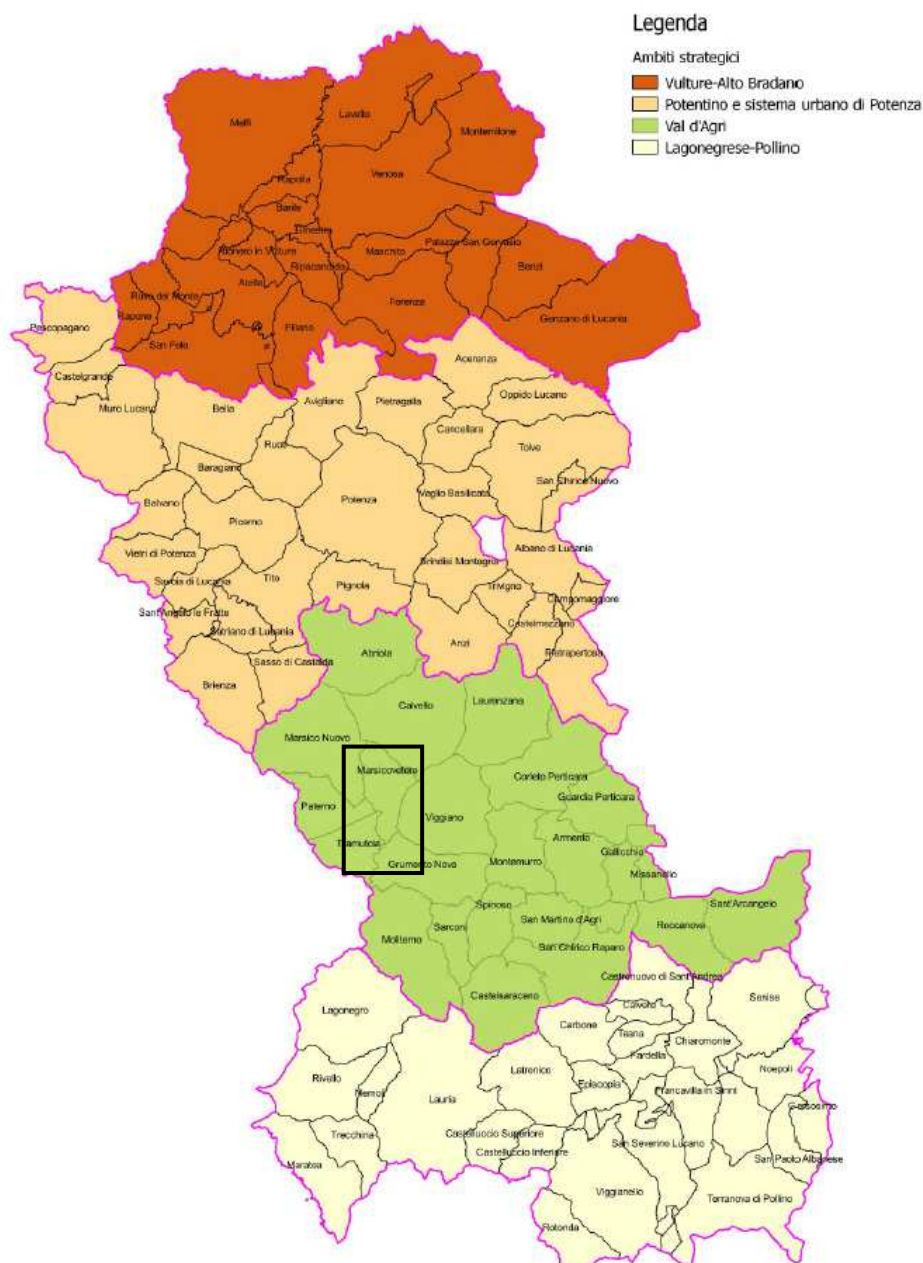 Legenda
Ambiti strategici
Vulture-Alto Bradano
Potentino e sistema urbano di Potenza
Val d'Agri
Lagonegrese-Pollino
Lavello
Melfi
Montemilone
Venosa
Rapolla
Barile
Ginestra
Palazzo San Gervasio
Maschito
Rionero in Vulture
Ripacandida
Banzi
Atella
Ruvo del Monte
Forenza
Rapone
Genzano di Lucania
Filiano
Pescopagano
San Fele
Acerenza
Castelgrande
Oppido Lucano
Avigliano
Pietragalla
Muro Lucano
Bella
Cancellara
Ruoti
Tolve
Baragiano
San Chirico Nuovo
Potenza
Vaglio Basilicata
Balvano
Picerno
Albano di Lucania
Vietri di Potenza
Brindisi Montagna
Tito
Savoia di Lucania
Pignola
Trivigno
Campomaggiore
Sant'Angelo le Fratte
Castelmezzano
Satriano di Lucania
Anzi
Pietrapertosa
Abriola
Sasso di Castalda
Brienza
Laurenzana
Calvello
Marsico Nuovo
Marsicovetere
Corleto Perticara
Guardia Perticara
Paterno
Viggiano
Armento
Tramutola
Gallicchio
Grumento Nova
Montemurro
Missanello
Sant'Arcangelo
Spinoso
San Martino d'Agri
Roccanova
Sarconi
Moliterno
San Chirico Raparo
Castelsaraceno
Castronuovo di Sant'Andrea
Senise
Calvera
Lagonegro
Carbone
Teana
Chiaromonte
Fardella
Noepoli
Latronico
Rivello
Episcopia
Francavilla in Sinni
Nemoli
Lauria
Cersosimo
Trecchina
Castelluccio Superiore
San Severino Lucano
Castelluccio Inferiore
San Paolo Albanese
Maratea
Viggianello
Terranova di Pollino
Rotonda